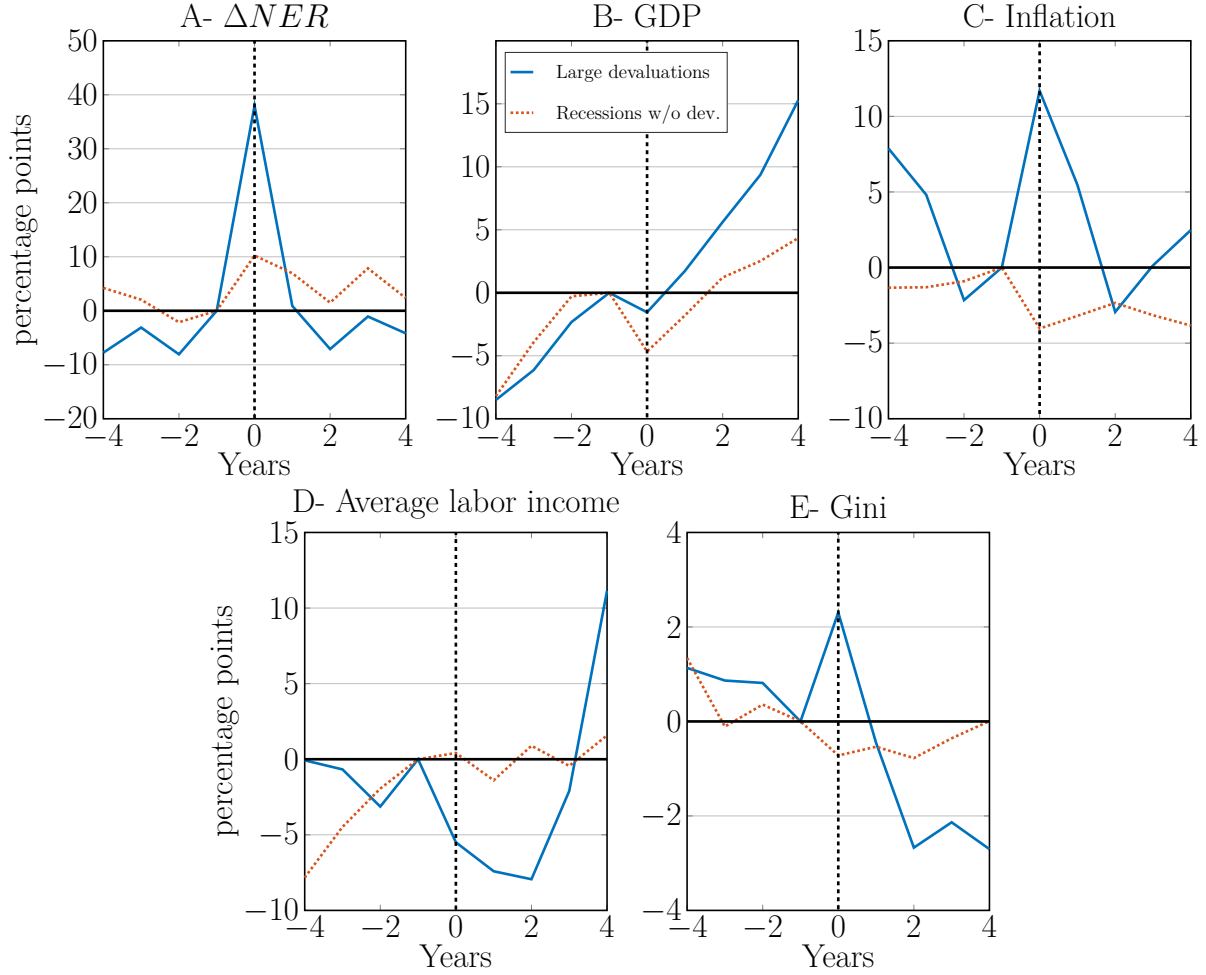 A- ΔNER
B- GDP
C- Inflation
50
40
30
20
10
0
−10
−20
percentage points
−4 −2 0 2 4
Years
15
10
5
0
−5
−10
Large devaluations
Recessions w/o dev.
−4 −2 0 2 4
Years
15
10
5
0
−5
−10
−4 −2 0 2 4
Years
D- Average labor income
E- Gini
15
10
5
0
−5
−10
percentage points
−4 −2 0 2 4
Years
4
2
0
−2
−4
−4 −2 0 2 4
Years